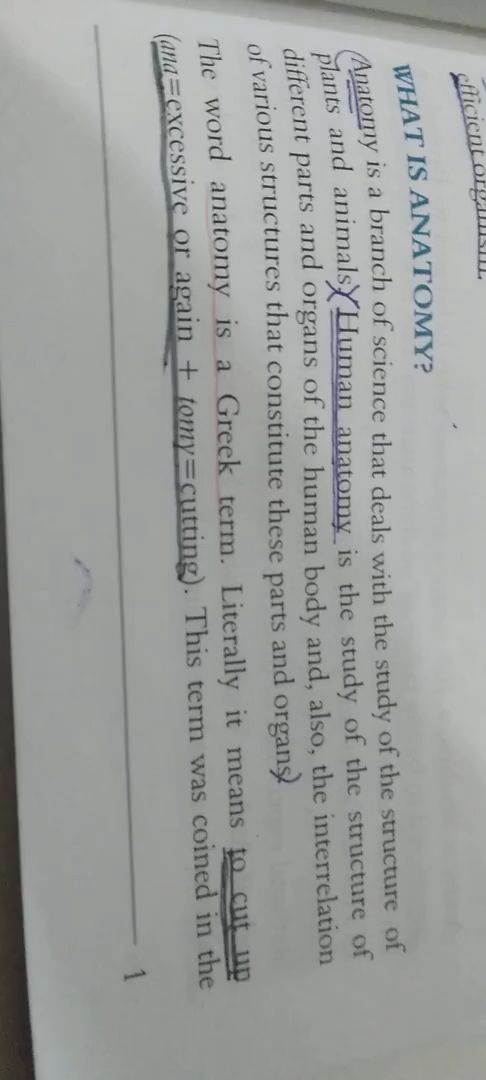 efficient organism.
WHAT IS ANATOMY?
Anatomy is a branch of science that deals with the study of the structure of
plants and animals. Human anatomy is the study of the structure of
different parts and organs of the human body and, also, the interrelation
of various structures that constitute these parts and organs.
The word anatomy is a Greek term. Literally it means to cut up
(ana=excessive or again + tomy=cutting). This term was coined in the
1